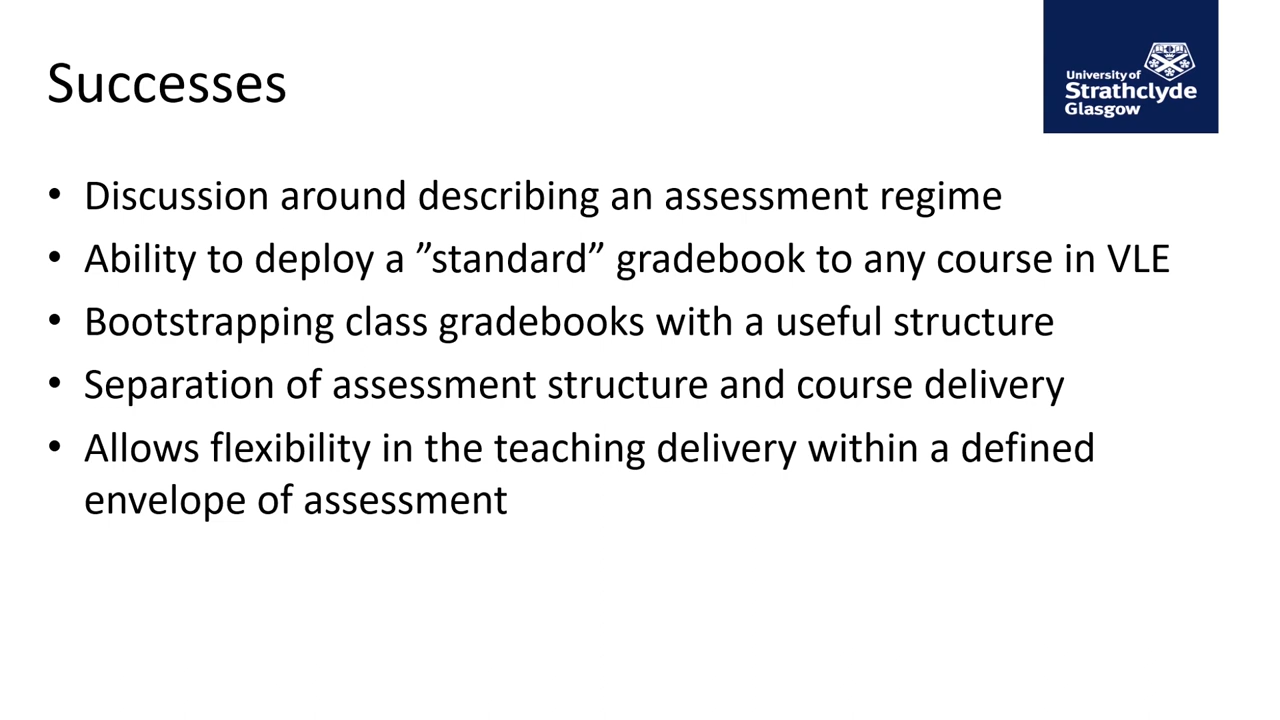 Successes
University of
Strathclyde
Glasgow
• Discussion around describing an assessment regime
• Ability to deploy a ”standard” gradebook to any course in VLE
• Bootstrapping class gradebooks with a useful structure
• Separation of assessment structure and course delivery
• Allows flexibility in the teaching delivery within a defined
envelope of assessment